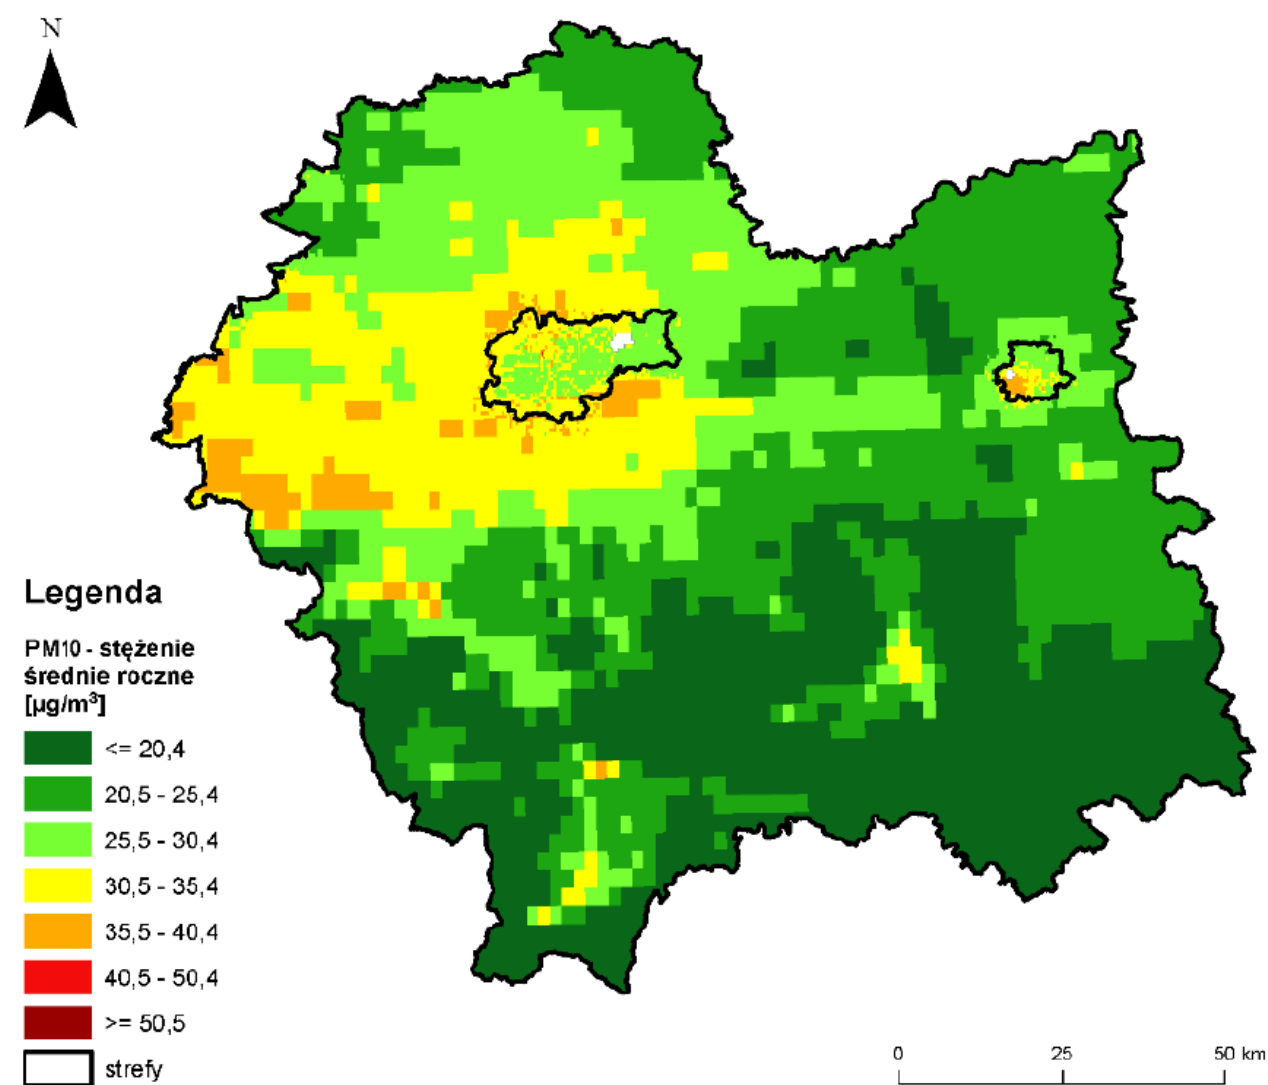 N
Legenda
PM10 - stężenie
średnie roczne
[µg/m³]
<= 20,4
20,5 - 25,4
25,5 - 30,4
30,5 - 35,4
35,5 - 40,4
40,5 - 50,4
>= 50,5
strefy
0 25 50 km